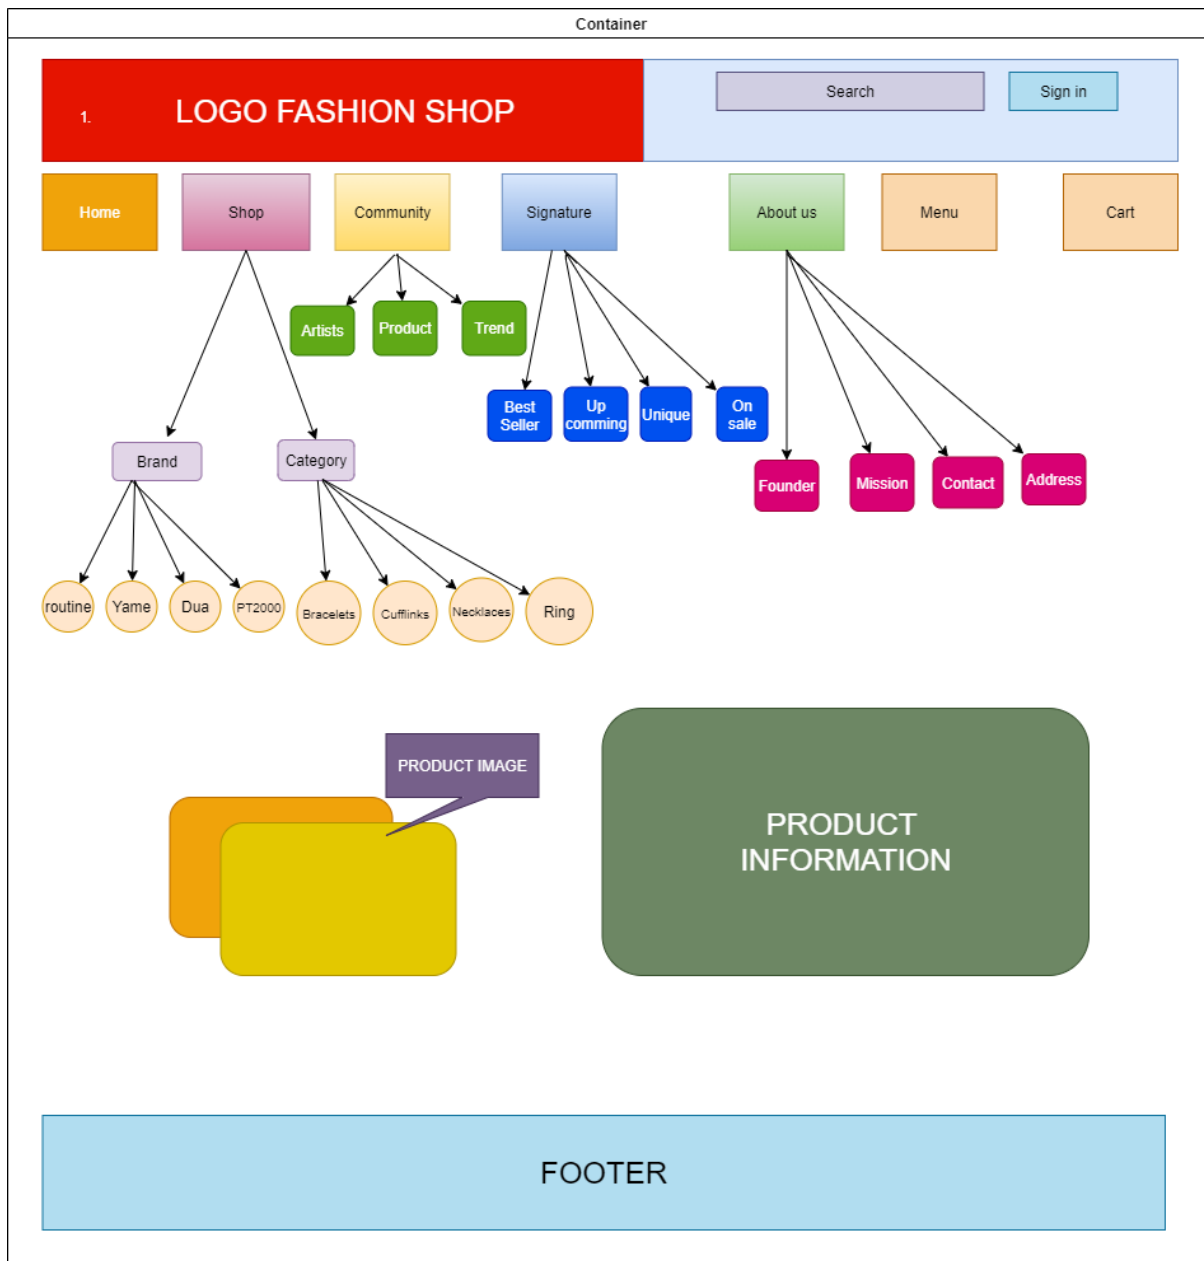 Container
1.
LOGO FASHION SHOP
Search
Sign in
Home
Shop
Community
Signature
About us
Menu
Cart
Artists
Product
Trend
Best
Seller
Up
comming
Unique
On
sale
Brand
Category
Founder
Mission
Contact
Address
routine
Yame
Dua
PT2000
Bracelets
Cufflinks
Necklaces
Ring
PRODUCT IMAGE
PRODUCT
INFORMATION
FOOTER